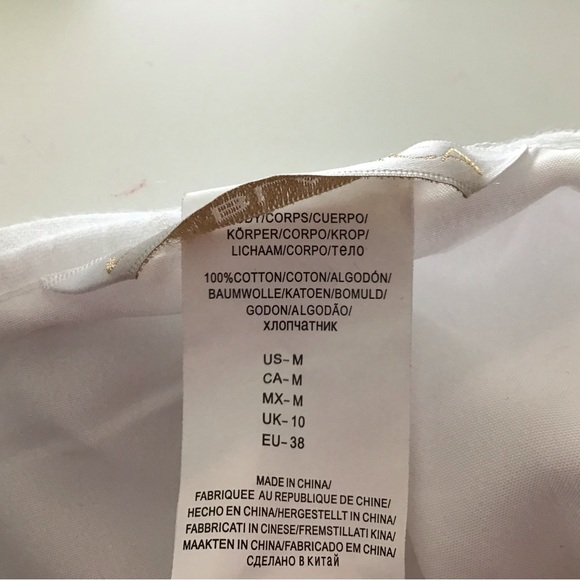 /CORPS/CUERPO/
KÖRPER/CORPO/KROP/
LICHAAM/CORPO/тело
100%COTTON/COTON/ALGODÓN/
BAUMWOLLE/KATOEN/BOMULD/
GODON/ALGODÃO/
хлопчатник
US-M
CA-M
MX-M
UK-10
EU-38
MADE IN CHINA/
FABRIQUEE AU REPUBLIQUE DE CHINE/
HECHO EN CHINA/HERGESTELLT IN CHINA/
FABBRICATI IN CINESE/FREMSTILLATI KINA/
MAAKTEN IN CHINA/FABRICADO EM CHINA/
СДЕЛАНО В Китай